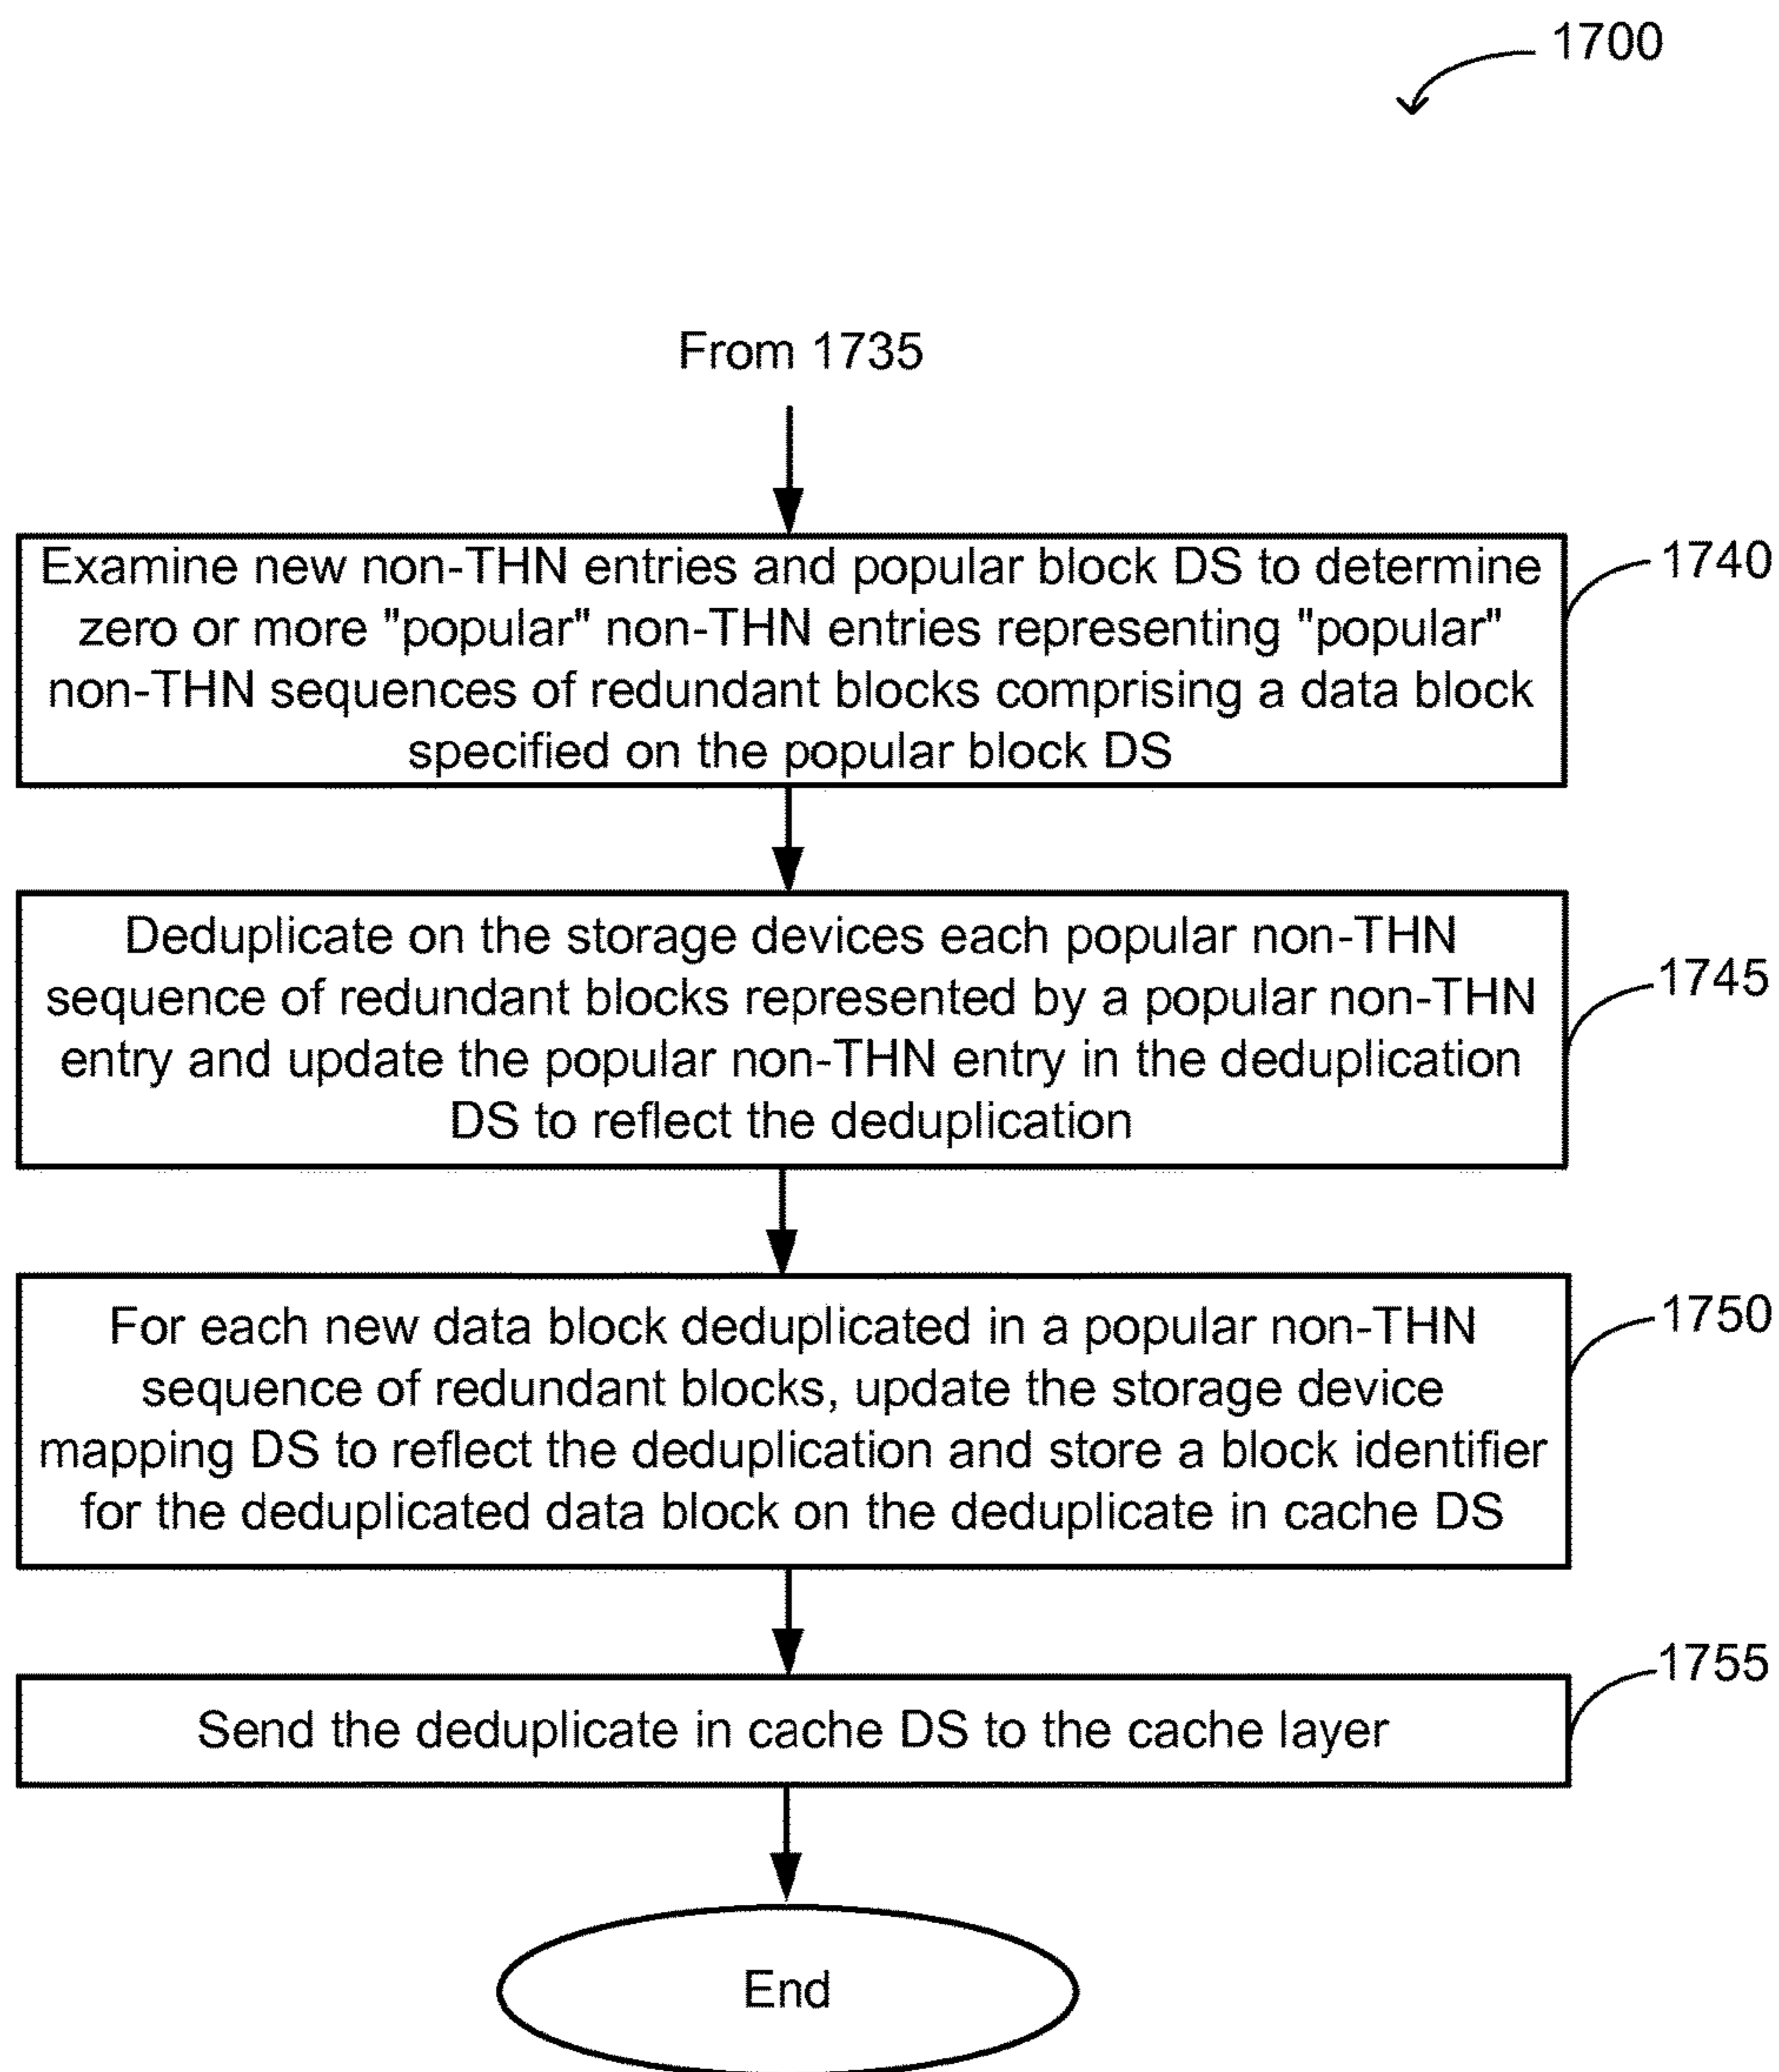 1700
From 1735
Examine new non-THN entries and popular block DS to determine
zero or more "popular" non-THN entries representing "popular"
non-THN sequences of redundant blocks comprising a data block
specified on the popular block DS
1740
Deduplicate on the storage devices each popular non-THN
sequence of redundant blocks represented by a popular non-THN
entry and update the popular non-THN entry in the deduplication
DS to reflect the deduplication
1745
For each new data block deduplicated in a popular non-THN
sequence of redundant blocks, update the storage device
mapping DS to reflect the deduplication and store a block identifier
for the deduplicated data block on the deduplicate in cache DS
1750
Send the deduplicate in cache DS to the cache layer
1755
End